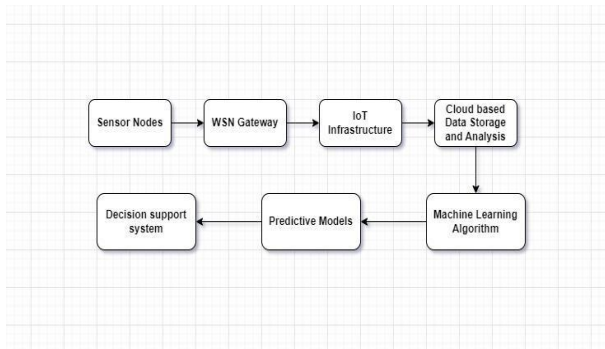 Sensor Nodes
WSN Gateway
IoT
Infrastructure
Cloud based
Data Storage
and Analysis
Decision support
system
Predictive Models
Machine Learning
Algorithm